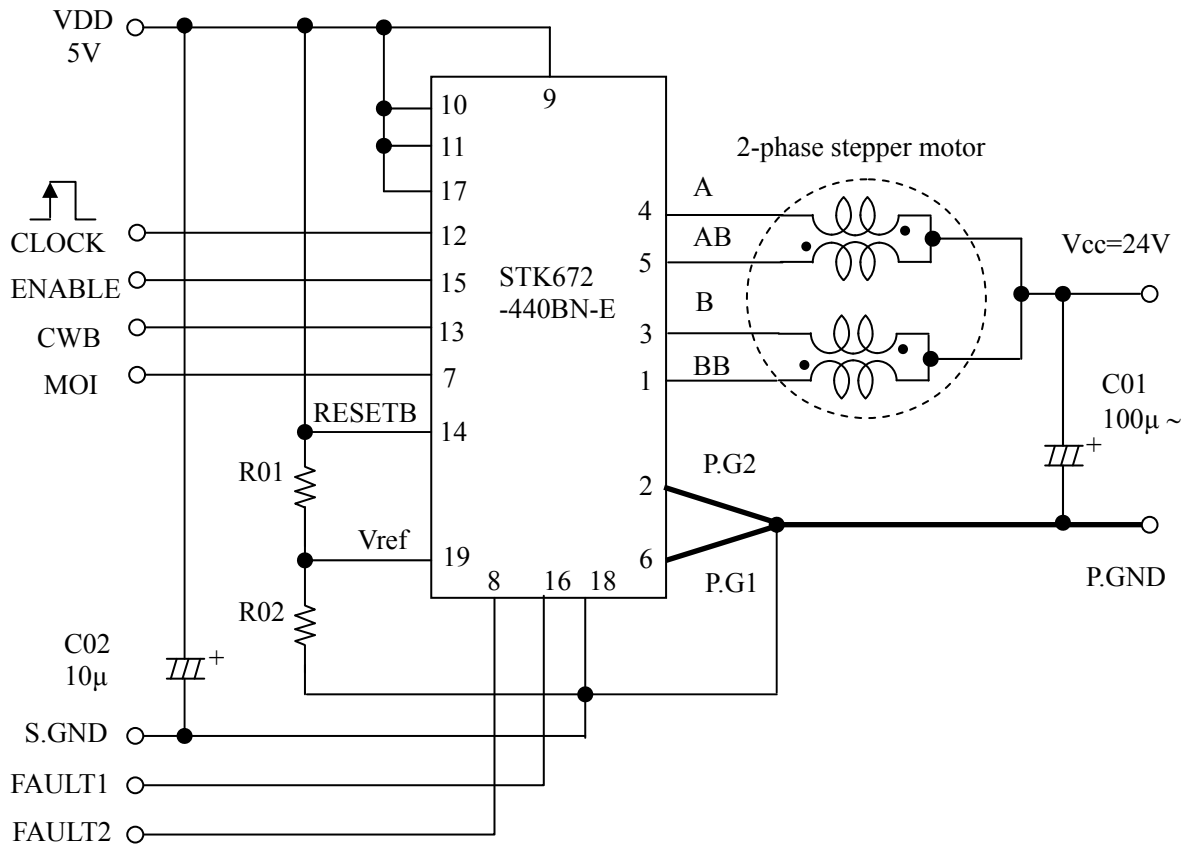 VDD
5V
9
10
11
17
2-phase stepper motor
CLOCK
12
4
A
AB
Vcc=24V
ENABLE
15
5
STK672
-440BN-E
CWB
13
3
B
MOI
7
1
BB
C01
100μ ~
+
RESETB
14
R01
P.G2
2
Vref
19
6
P.G1
P.GND
8
16
18
R02
C02
10μ
+
S.GND
FAULT1
FAULT2